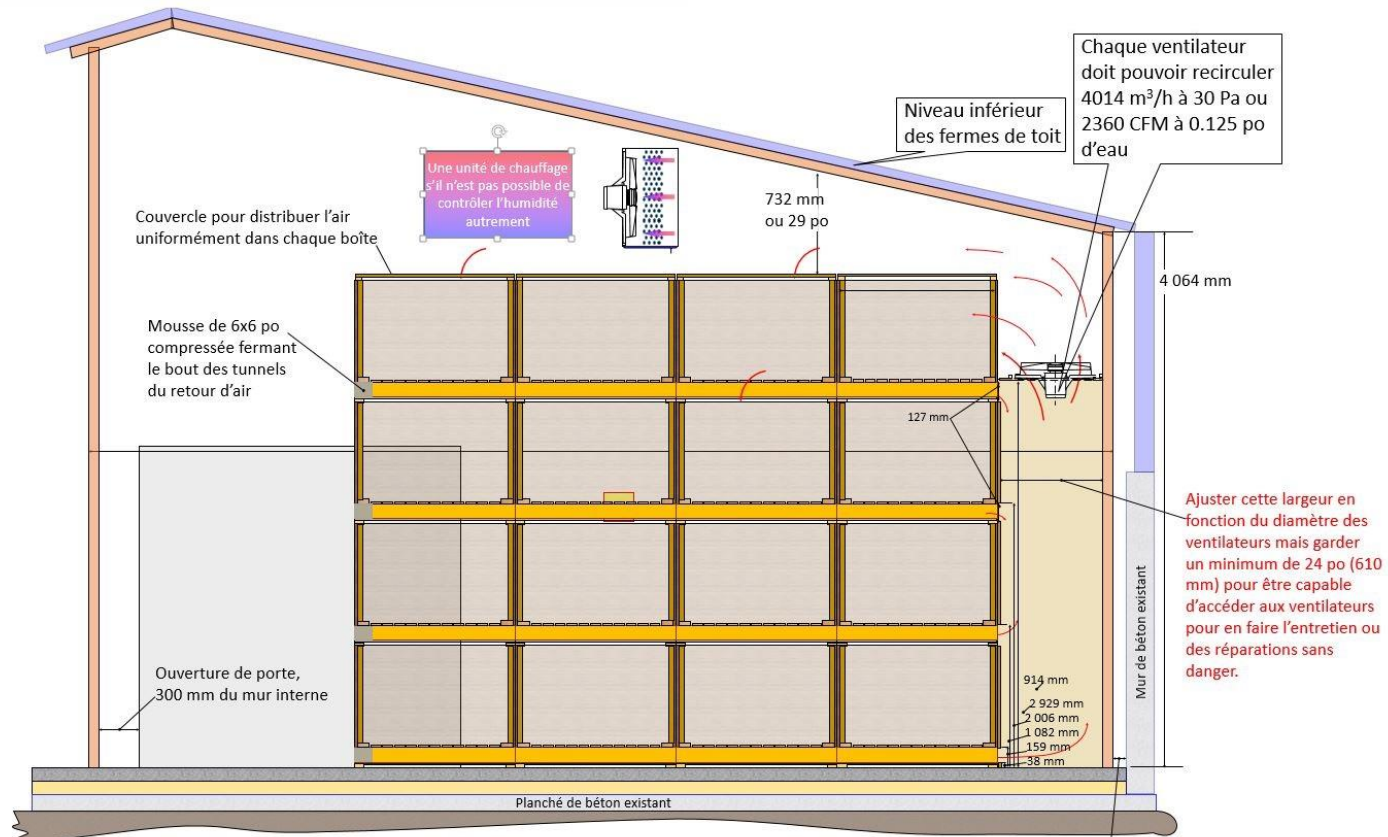 Chaque ventilateur
doit pouvoir recirculer
4014 m³/h à 30 Pa ou
2360 CFM à 0.125 po
d'eau
Niveau inférieur
des fermes de toit
Une unité de chauffage
s'il n'est pas possible de
contrôler l'humidité
autrement
732 mm
ou 29 po
Couvercle pour distribuer l'air
uniformément dans chaque boîte
4 064 mm
Mousse de 6x6 po
compressée fermant
le bout des tunnels
du retour d'air
127 mm
Ajuster cette largeur en
fonction du diamètre des
ventilateurs mais garder
un minimum de 24 po (610
mm) pour être capable
d'accéder aux ventilateurs
pour en faire l'entretien ou
des réparations sans
danger.
Mur de béton existant
Ouverture de porte,
300 mm du mur interne
914 mm
2 929 mm
2 006 mm
1 082 mm
159 mm
38 mm
Planché de béton existant